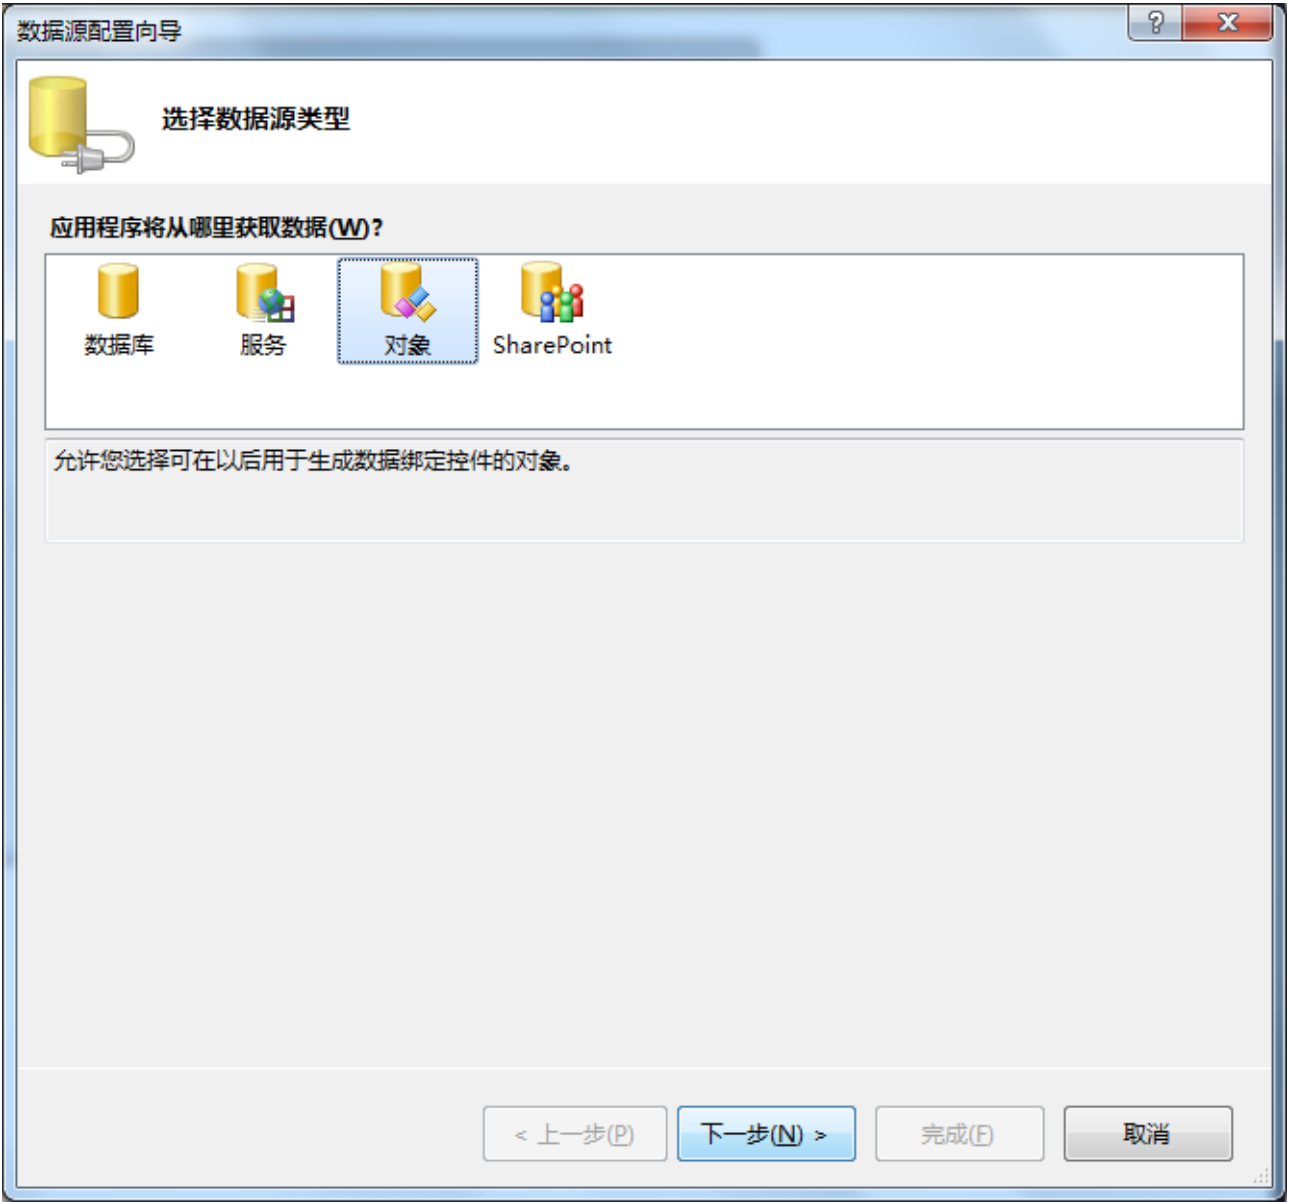 数据源配置向导
选择数据源类型
应用程序将从哪里获取数据(W)?
数据库 服务 对象 SharePoint
允许您选择可在以后用于生成数据绑定控件的对象。
< 上一步(P) 下一步(N) > 完成(F) 取消